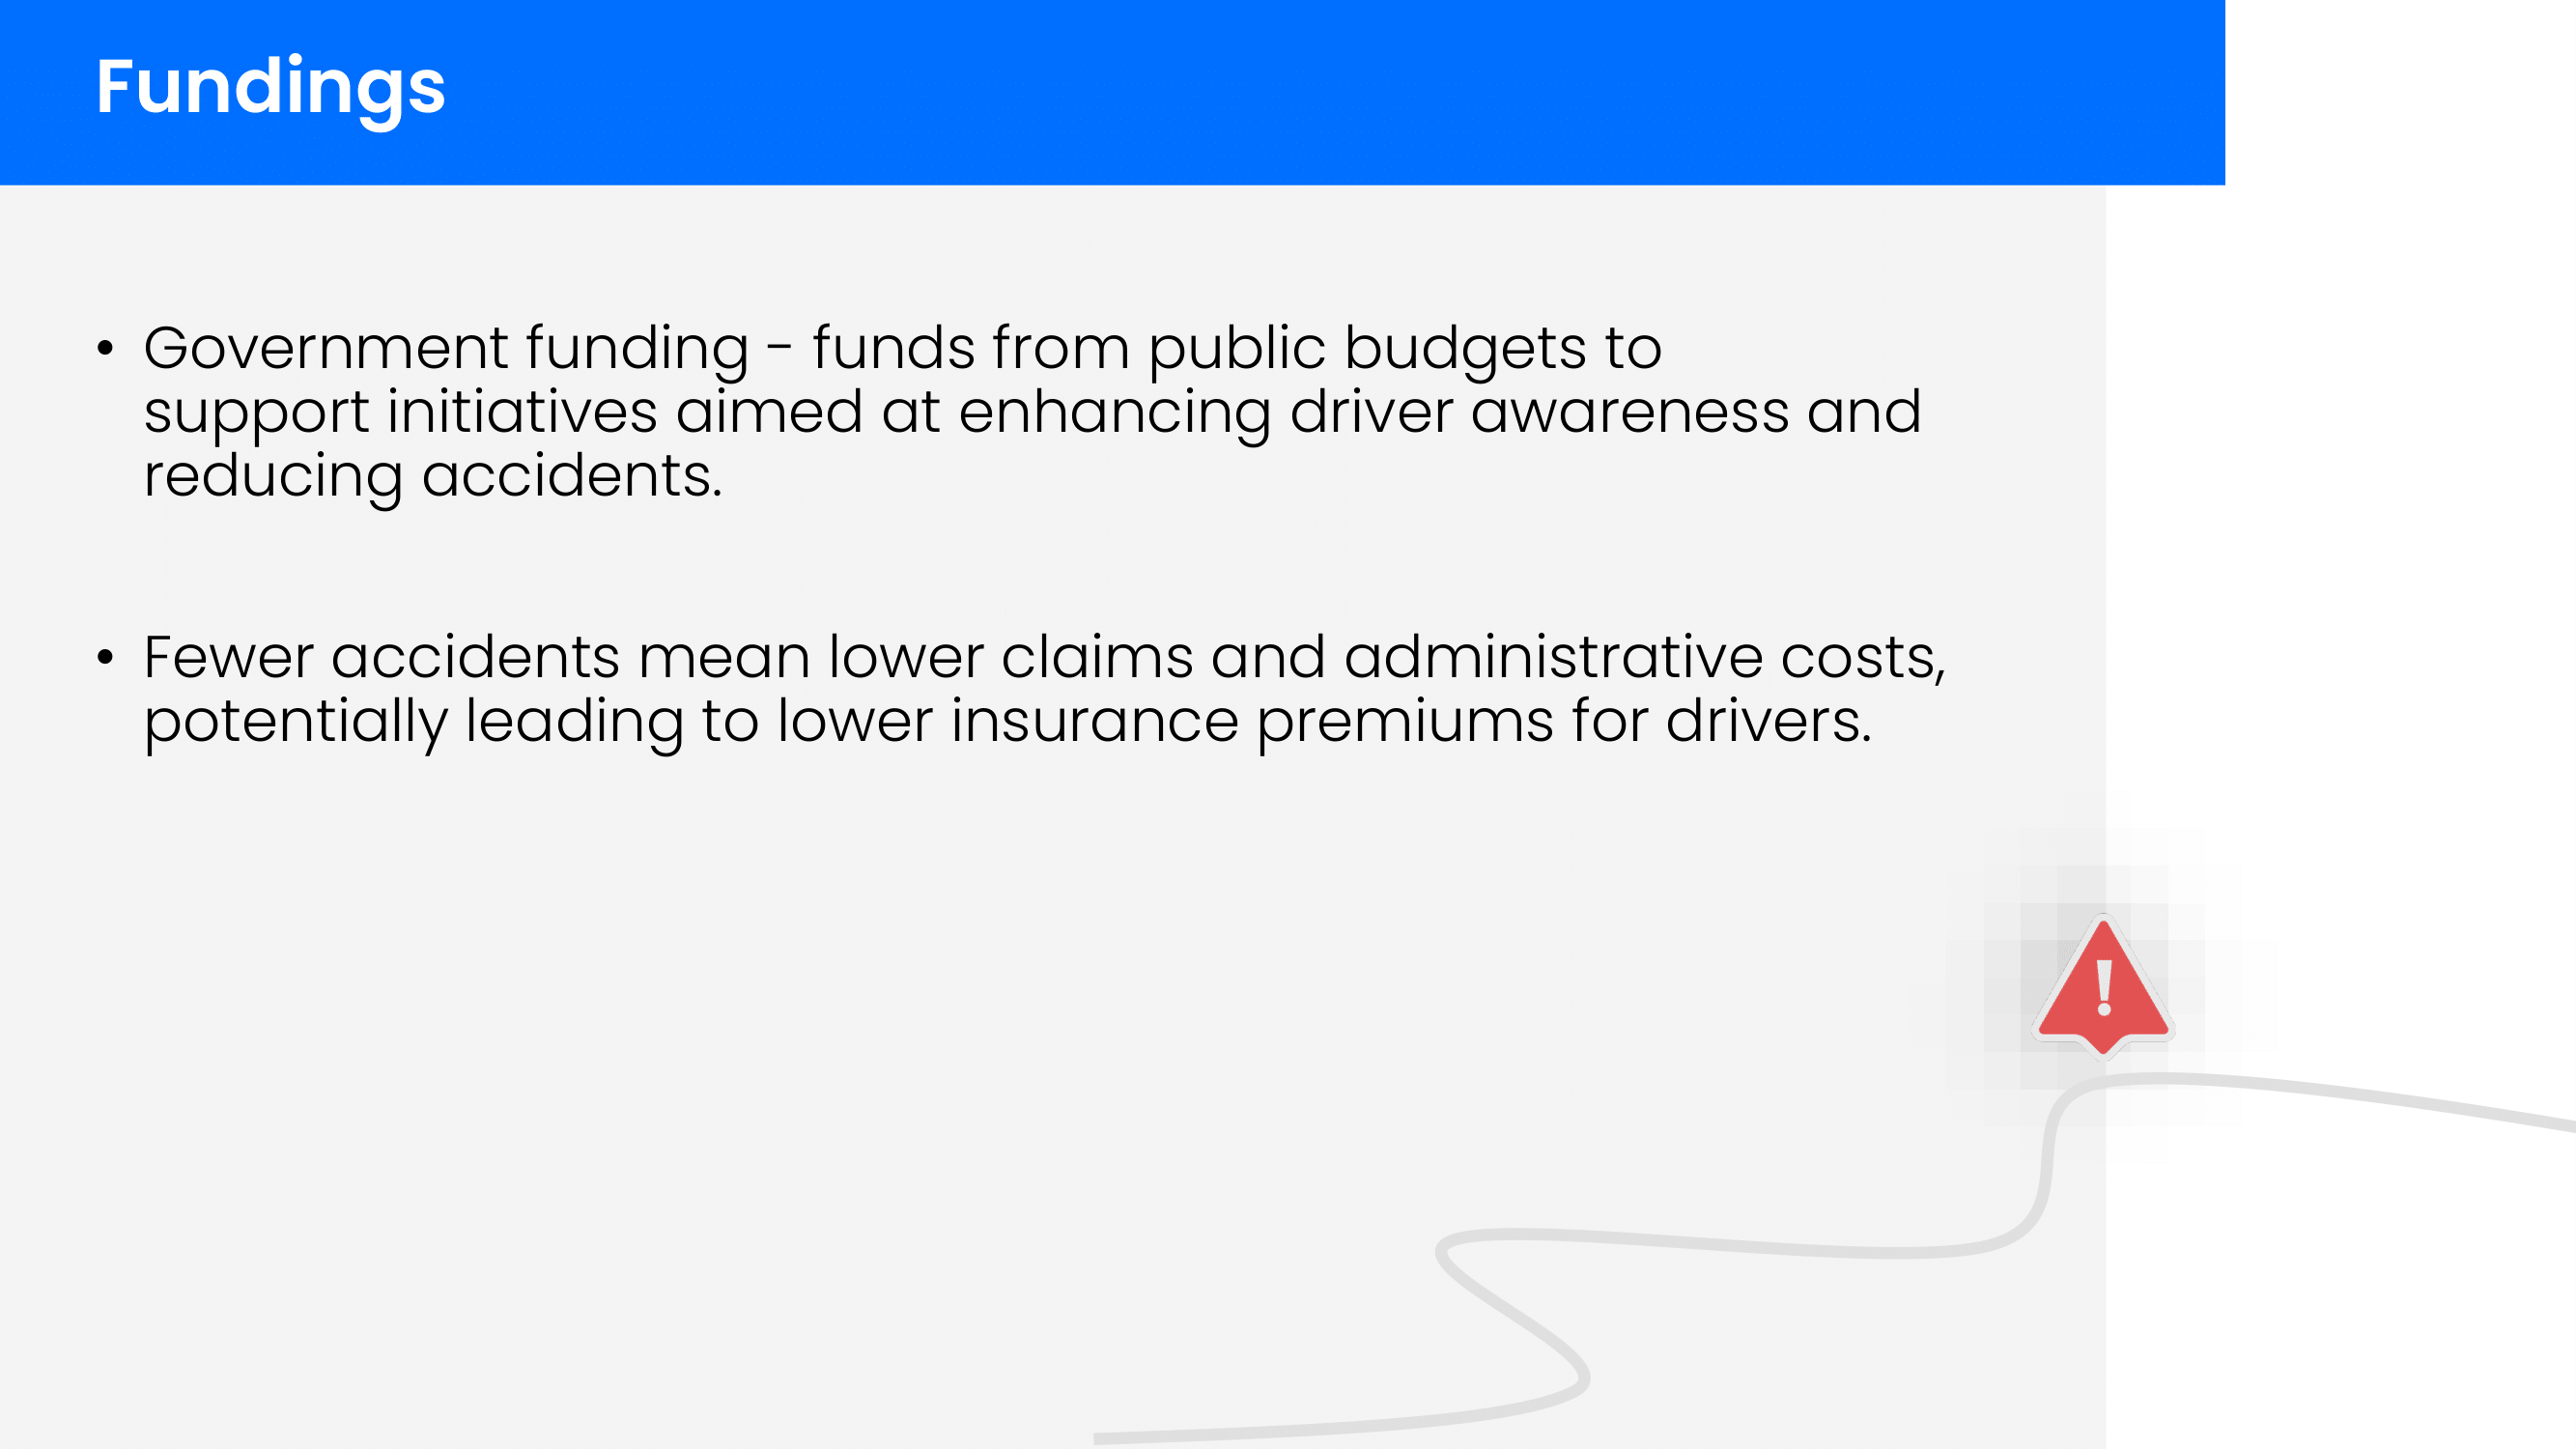 Fundings
• Government funding - funds from public budgets to
support initiatives aimed at enhancing driver awareness and
reducing accidents.
• Fewer accidents mean lower claims and administrative costs,
potentially leading to lower insurance premiums for drivers.
!